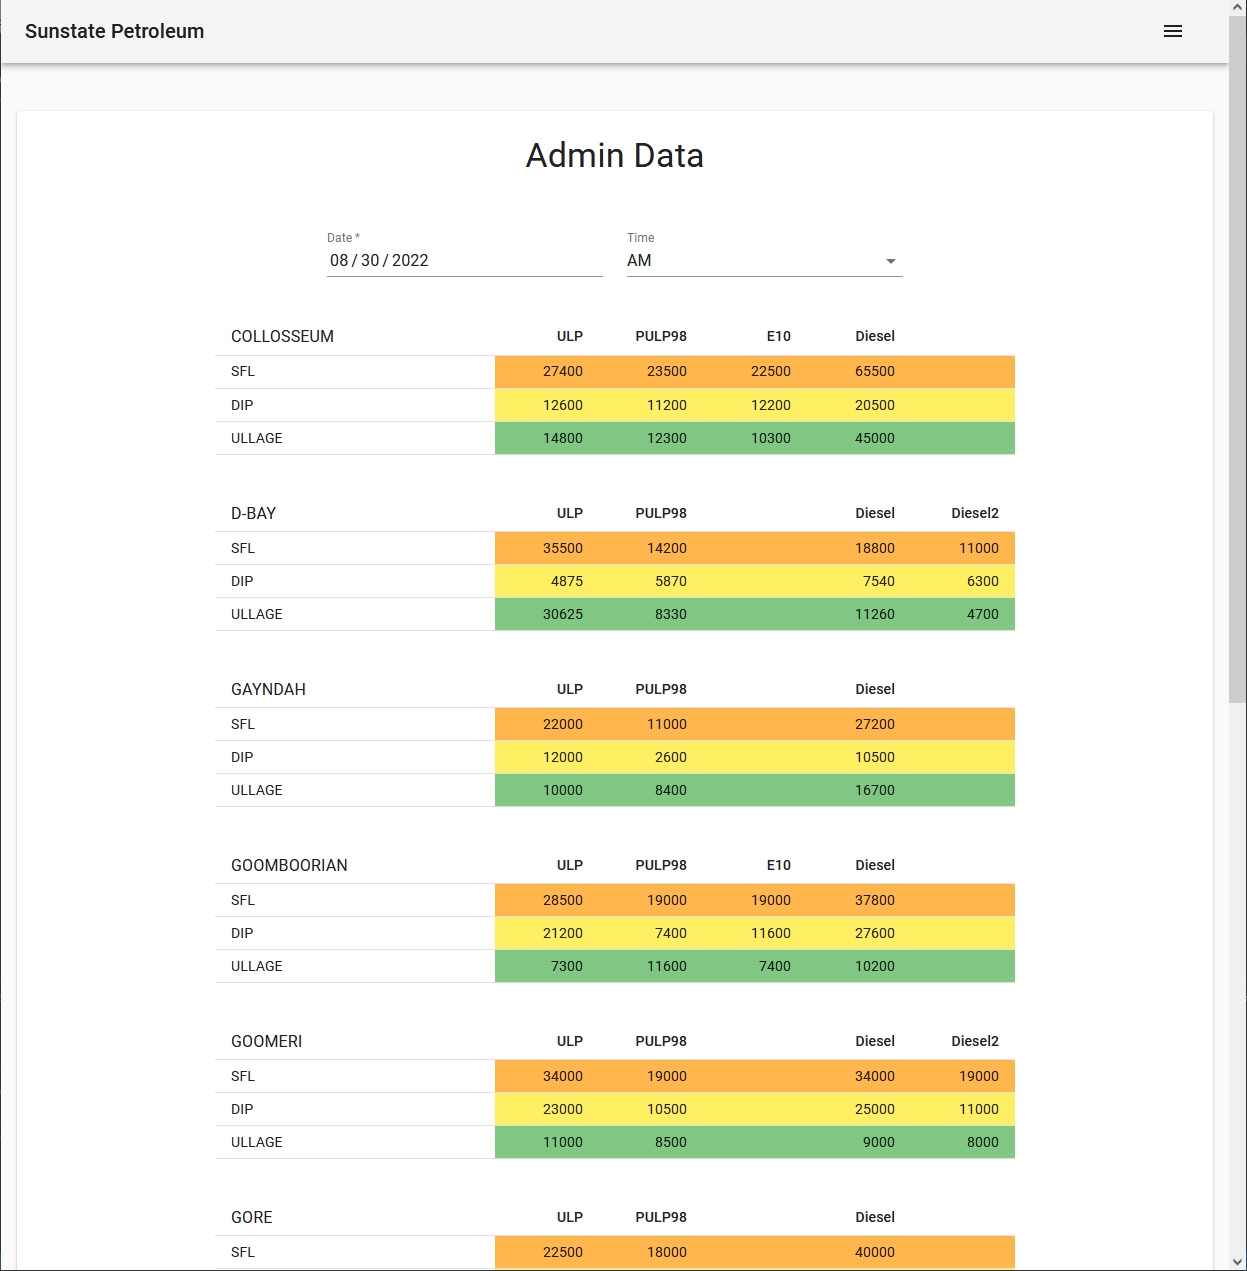 Sunstate Petroleum
Admin Data
Date * Time
08 / 30 / 2022 AM
COLLOSSEUM ULP PULP98 E10 Diesel
SFL 27400 23500 22500 65500
DIP 12600 11200 12200 20500
ULLAGE 14800 12300 10300 45000
D-BAY ULP PULP98 Diesel Diesel2
SFL 35500 14200 18800 11000
DIP 4875 5870 7540 6300
ULLAGE 30625 8330 11260 4700
GAYNDAH ULP PULP98 Diesel
SFL 22000 11000 27200
DIP 12000 2600 10500
ULLAGE 10000 8400 16700
GOOMBOORIAN ULP PULP98 E10 Diesel
SFL 28500 19000 19000 37800
DIP 21200 7400 11600 27600
ULLAGE 7300 11600 7400 10200
GOOMERI ULP PULP98 Diesel Diesel2
SFL 34000 19000 34000 19000
DIP 23000 10500 25000 11000
ULLAGE 11000 8500 9000 8000
GORE ULP PULP98 Diesel
SFL 22500 18000 40000